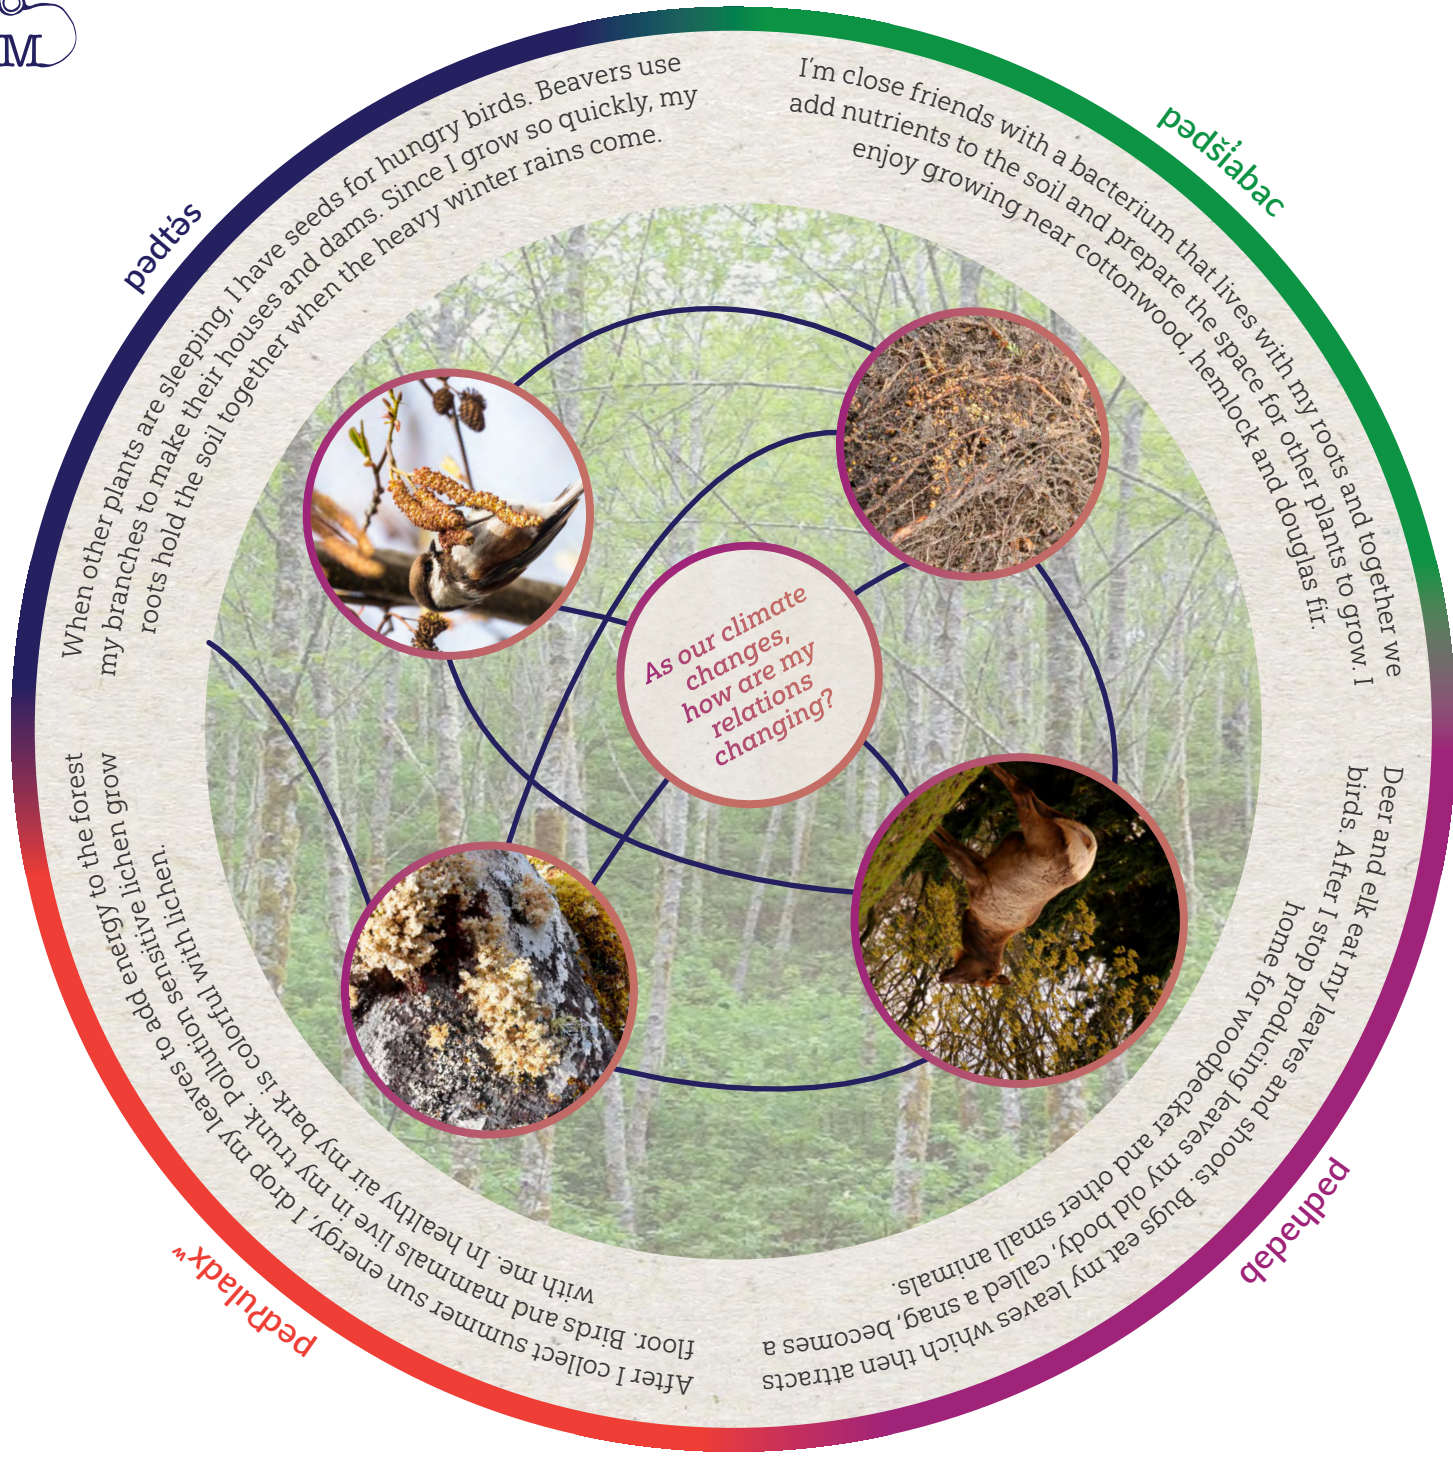 M
pədt̕əs
When other plants are sleeping, I have seeds for hungry birds. Beavers use
my branches to make their houses and dams. Since I grow so quickly, my
roots hold the soil together when the heavy winter rains come.
pədšič̓abac
I'm close friends with a bacterium that lives with my roots and together we
add nutrients to the soil and prepare the space for other plants to grow. I
enjoy growing near cottonwood, hemlock and douglas fir.
As our climate
changes,
how are my
relations
changing?
pədhədəb
Deer and elk eat my leaves and shoots. Bugs eat my leaves which then attracts
birds. After I stop producing leaves my old body, called a snag, becomes a
home for woodpecker and other small animals.
pədʔuladxʷ
After I collect summer sun energy, I drop my leaves to add energy to the forest
floor. Birds and mammals live in my trunk. Pollution sensitive lichen grow
with me. In healthy air my bark is colorful with lichen.